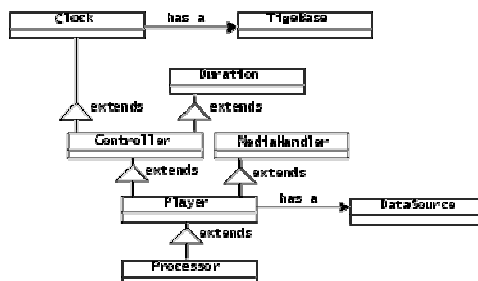 Clock
has a
TimeBase
Duration
extends
extends
Controller
MediaHandler
extends
extends
Player
has a
DataSource
extends
Processor